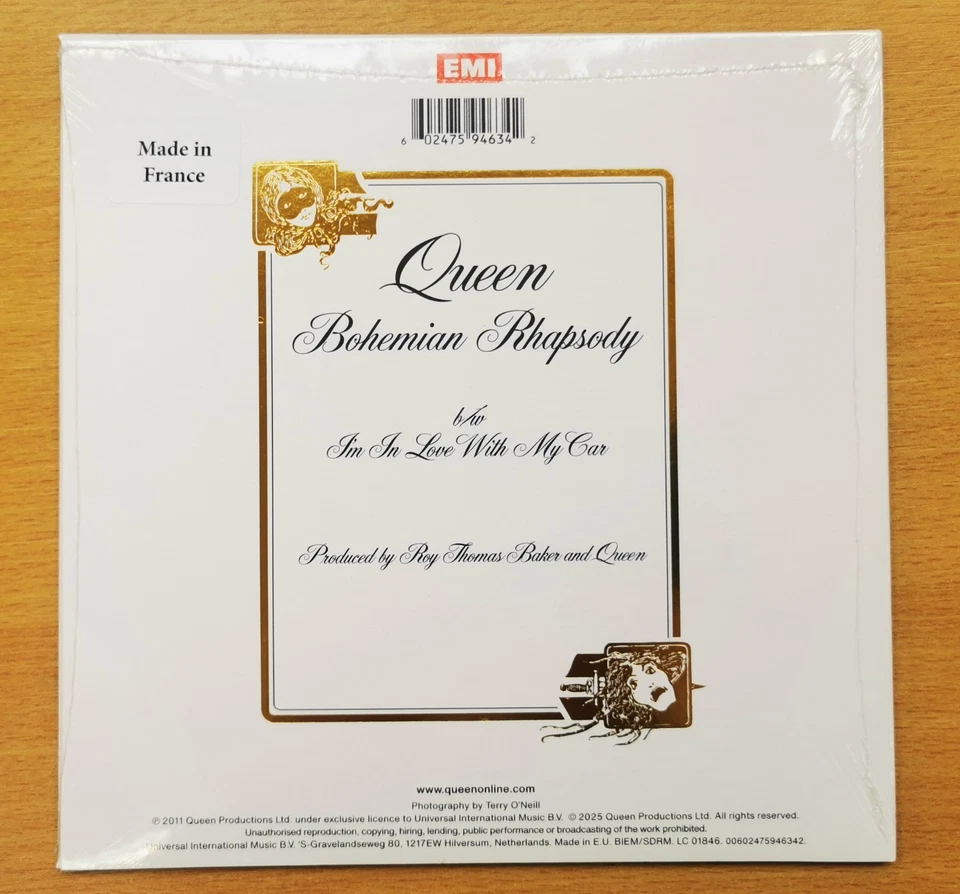 EMI
6 02475 94634 2
Made in
France
Queen
Bohemian Rhapsody
b/w
I'm In Love With My Car
Produced by Roy Thomas Baker and Queen
www.queenonline.com
Photography by Terry O'Neill
℗ 2011 Queen Productions Ltd. under exclusive licence to Universal International Music B.V. © 2025 Queen Productions Ltd. All rights reserved.
Unauthorised reproduction, copying, hiring, lending, public performance or broadcasting of the work prohibited.
Universal International Music B.V. 'S-Gravelandseweg 80, 1217EW Hilversum, Netherlands. Made in E.U. BIEM/SDRM. LC 01846. 00602475946342.